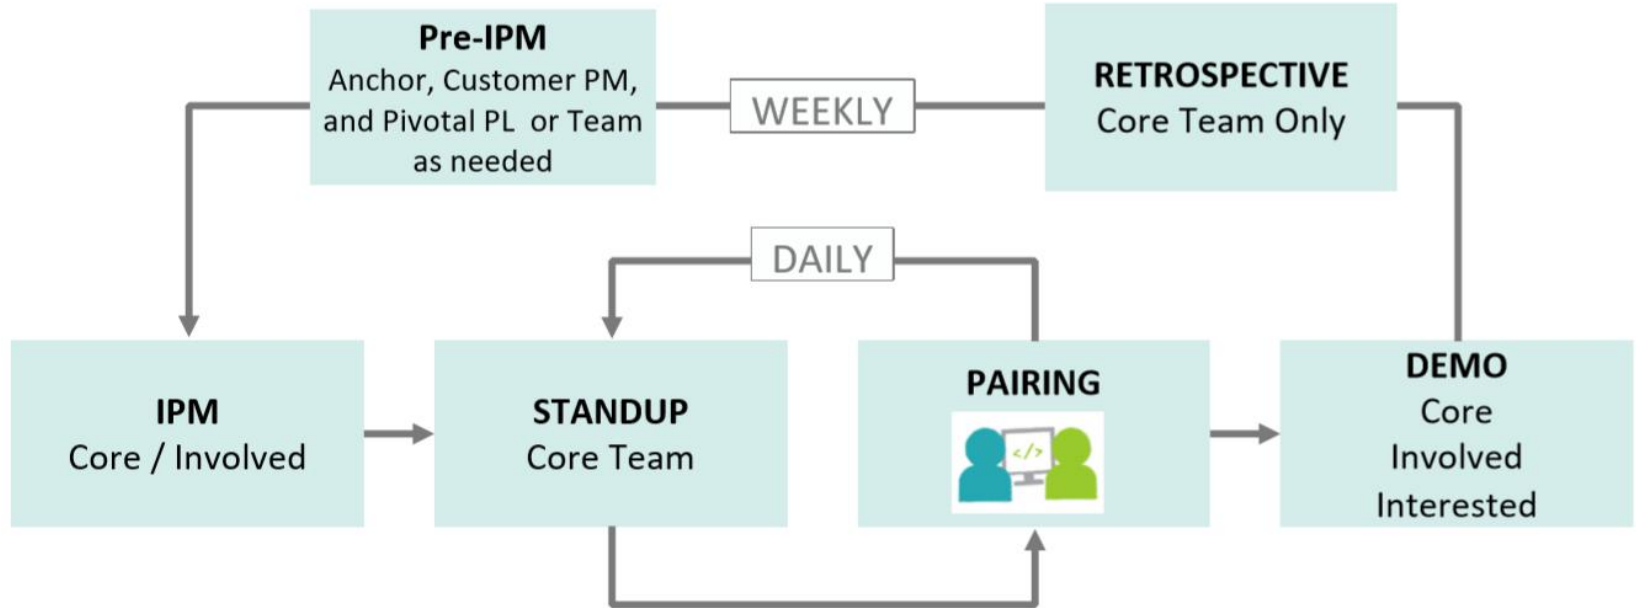 Pre-IPM
Anchor, Customer PM,
and Pivotal PL or Team
as needed
WEEKLY
RETROSPECTIVE
Core Team Only
DAILY
IPM
Core / Involved
STANDUP
Core Team
PAIRING
</>
DEMO
Core
Involved
Interested